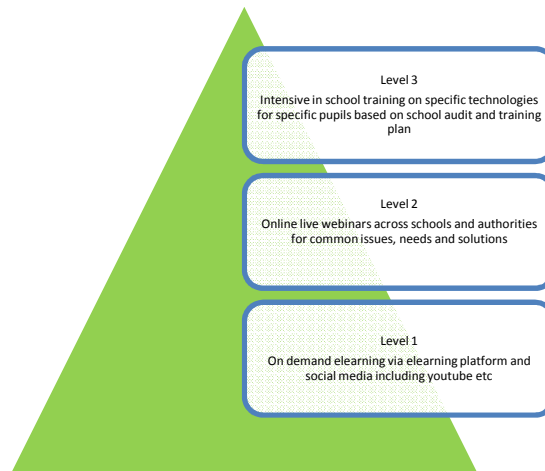 Level 3
Intensive in school training on specific technologies
for specific pupils based on school audit and training
plan
Level 2
Online live webinars across schools and authorities
for common issues, needs and solutions
Level 1
On demand elearning via elearning platform and
social media including youtube etc